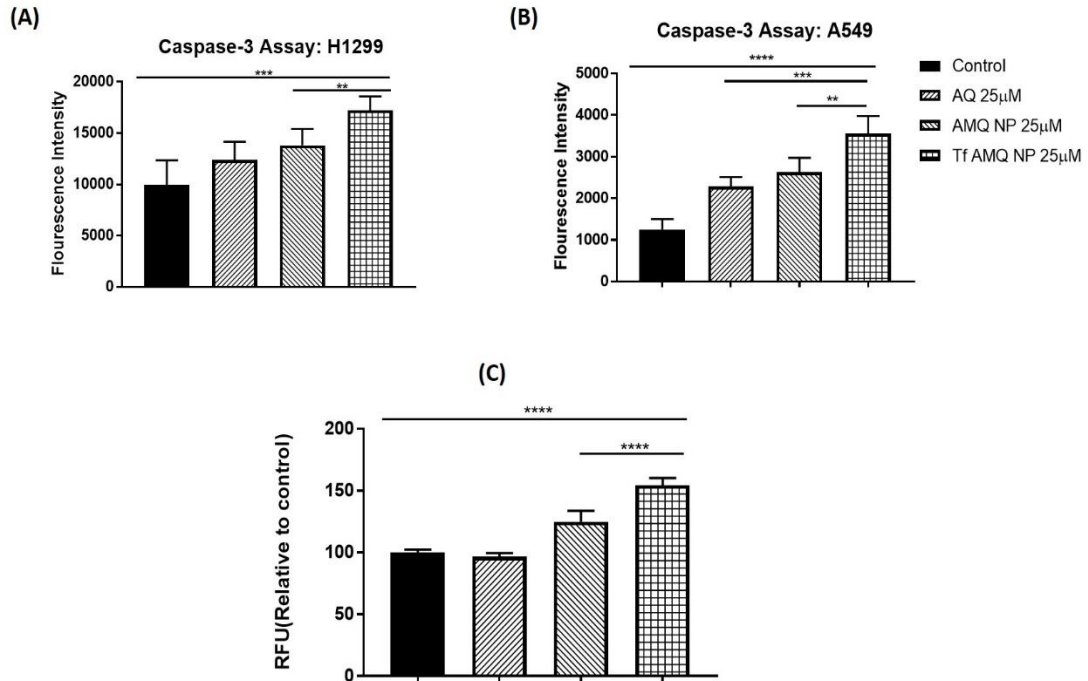 (A)
Caspase-3 Assay: H1299
Flourescence Intensity
20000
15000
10000
5000
0
***
**
(B)
Caspase-3 Assay: A549
Flourescence Intensity
5000
4000
3000
2000
1000
0
****
***
**
Control
AQ 25μM
AMQ NP 25μM
Tf AMQ NP 25μM
(C)
RFU(Relative to control)
200
150
100
50
0
****
****